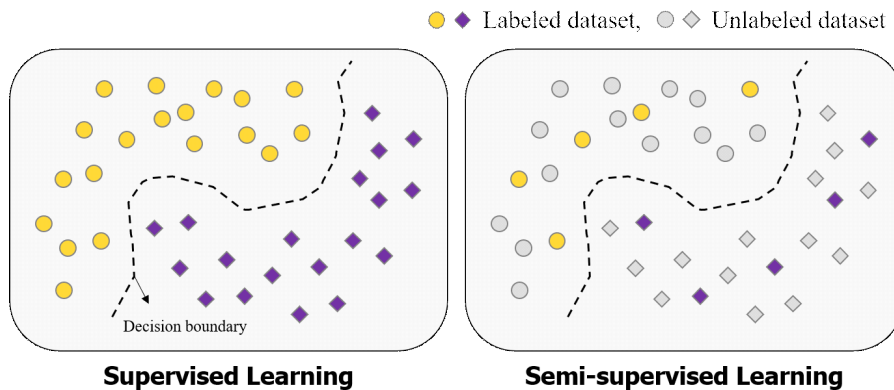 Labeled dataset, Unlabeled dataset
Decision boundary
Supervised Learning
Semi-supervised Learning